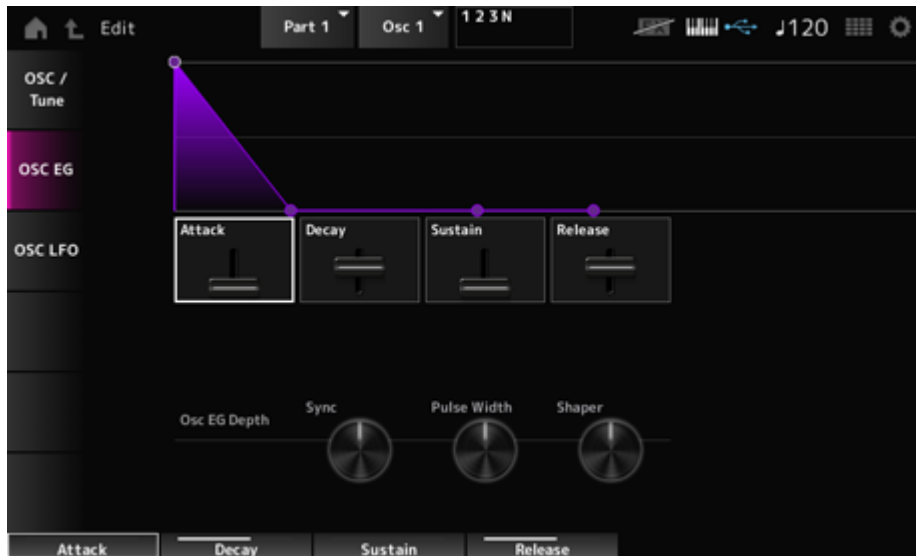 Edit
Part 1
Osc 1
1 2 3 N
♩120
OSC /
Tune
OSC EG
OSC LFO
Attack
Decay
Sustain
Release
Osc EG Depth
Sync
Pulse Width
Shaper
Attack
Decay
Sustain
Release